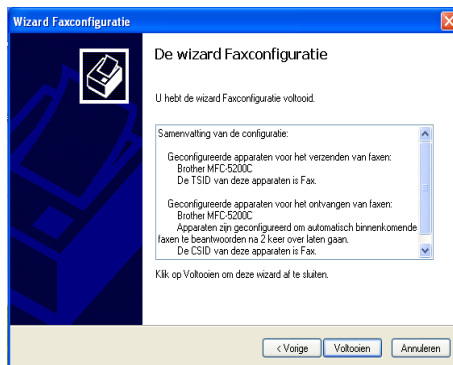 Wizard Faxconfiguratie
De wizard Faxconfiguratie
U hebt de wizard Faxconfiguratie voltooid.
Samenvatting van de configuratie:
Geconfigureerde apparaten voor het verzenden van faxen:
Brother MFC-5200C
De TSID van deze apparaten is Fax.
Geconfigureerde apparaten voor het ontvangen van faxen:
Brother MFC-5200C
Apparaten zijn geconfigureerd om automatisch binnenkomende
faxen te beantwoorden na 2 keer over laten gaan.
De CSID van deze apparaten is Fax.
Klik op Voltooien om deze wizard af te sluiten.
< Vorige Voltooien Annuleren